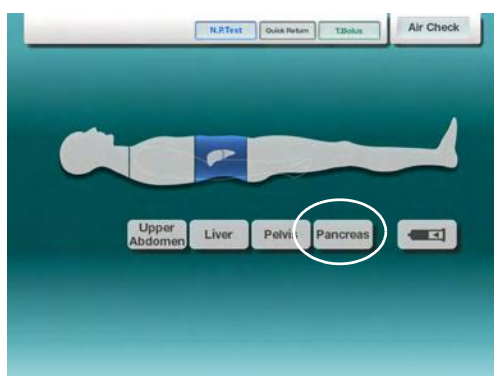 N.P.Test Quick Return T.Bolus Air Check
Upper
Abdomen Liver Pelvis Pancreas